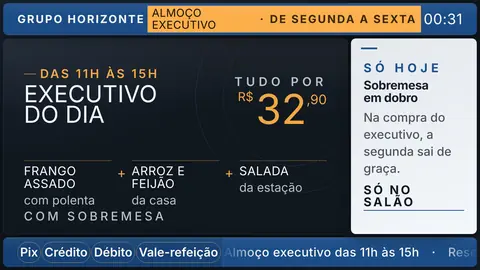 GRUPO HORIZONTE
ALMOÇO
EXECUTIVO
· DE SEGUNDA A SEXTA
00:31
DAS 11H ÀS 15H
EXECUTIVO
DO DIA
TUDO POR
R$ 32,90
FRANGO
ASSADO
com polenta
+
ARROZ E
FEIJÃO
da casa
+
SALADA
da estação
COM SOBREMESA
SÓ HOJE
Sobremesa
em dobro
Na compra do
executivo, a
segunda sai de
graça.
SÓ NO
SALÃO
Pix Crédito Débito Vale-refeição
Almoço executivo das 11h às 15h ·